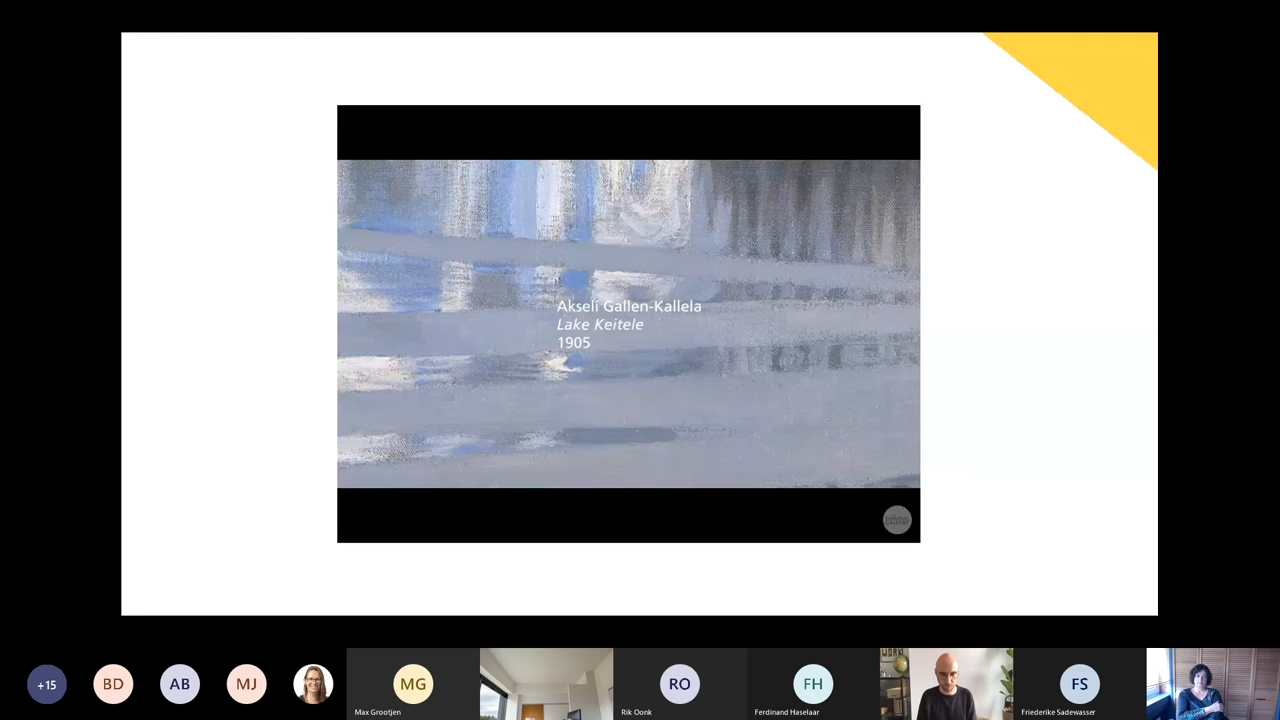 Akseli Gallen-Kallela
Lake Keitele
1905
+15
BD
AB
MJ
MG
Max Grootjen
RO
Rik Oonk
FH
Ferdinand Haselaar
WORK
FS
Friederike Sadewasser